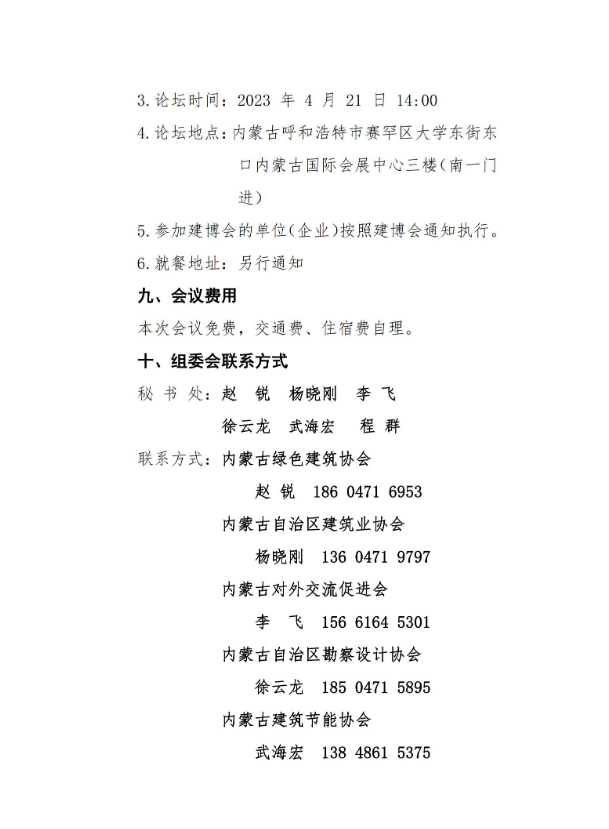 3.论坛时间：2023 年 4 月 21 日 14:00
4.论坛地点：内蒙古呼和浩特市赛罕区大学东街东
口内蒙古国际会展中心三楼（南一门
进）
5.参加建博会的单位（企业）按照建博会通知执行。
6.就餐地址：另行通知
九、会议费用
本次会议免费，交通费、住宿费自理。
十、组委会联系方式
秘 书 处：赵 锐 杨晓刚 李 飞
徐云龙 武海宏 程 群
联系方式：内蒙古绿色建筑协会
赵 锐 186 0471 6953
内蒙古自治区建筑业协会
杨晓刚 136 0471 9797
内蒙古对外交流促进会
李 飞 156 6164 5301
内蒙古自治区勘察设计协会
徐云龙 185 0471 5895
内蒙古建筑节能协会
武海宏 138 4861 5375